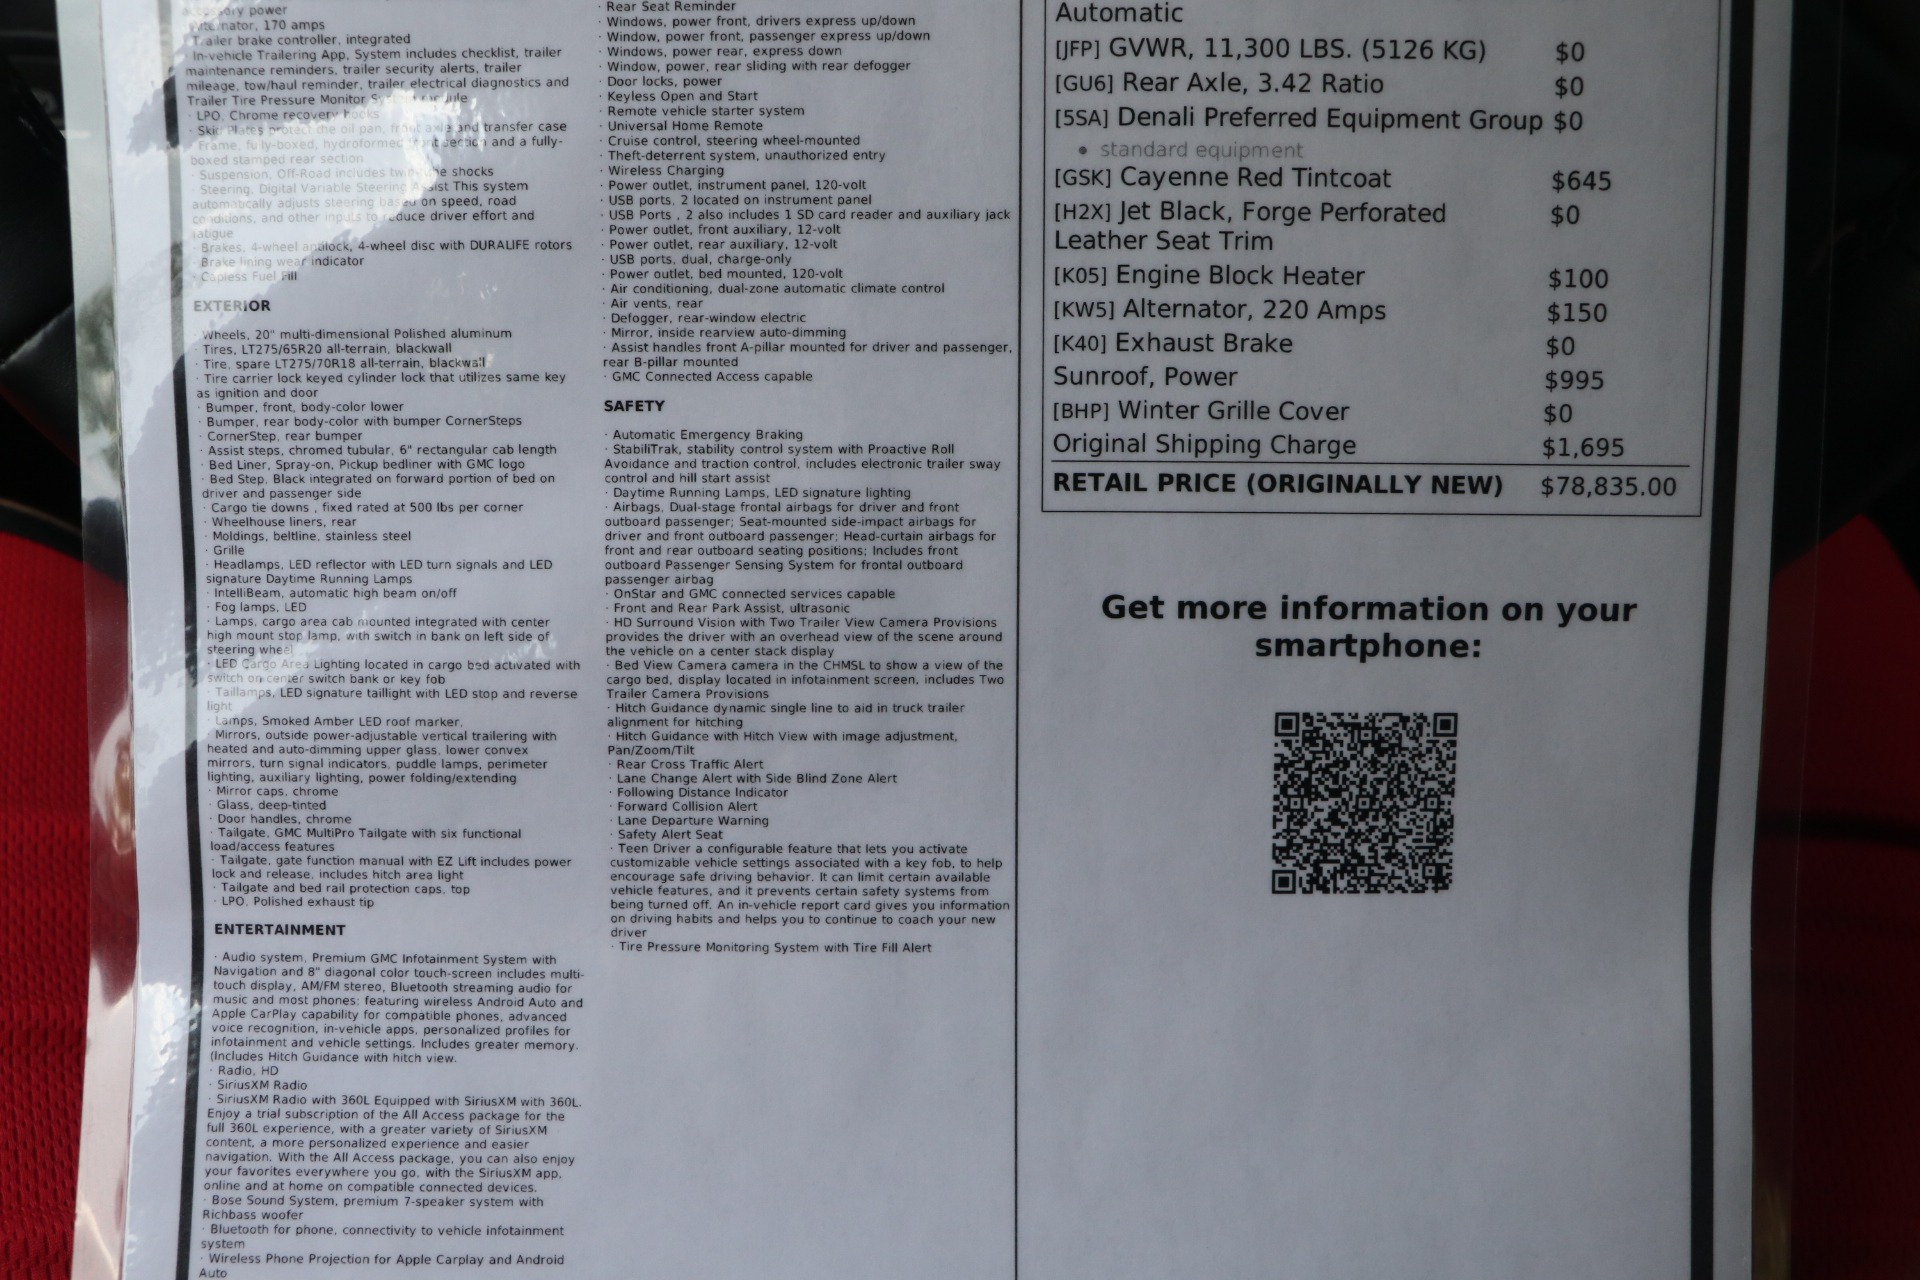 accessory power
Alternator, 170 amps
· Trailer brake controller, integrated
· In-vehicle Trailering App, System includes checklist, trailer
maintenance reminders, trailer security alerts, trailer
mileage, tow/haul reminder, trailer electrical diagnostics and
Trailer Tire Pressure Monitor System module
· LPO, Chrome recovery hooks
· Skid Plates protect the oil pan, front axle and transfer case
· Frame, fully-boxed, hydroformed front section and a fully-
boxed stamped rear section
· Suspension, Off-Road includes twin-tube shocks
· Steering, Digital Variable Steering Assist This system
automatically adjusts steering based on speed, road
conditions, and other inputs to reduce driver effort and
fatigue
· Brakes, 4-wheel antilock, 4-wheel disc with DURALIFE rotors
· Brake lining wear indicator
· Capless Fuel Fill
EXTERIOR
· Wheels, 20" multi-dimensional Polished aluminum
· Tires, LT275/65R20 all-terrain, blackwall
· Tire, spare LT275/70R18 all-terrain, blackwall
· Tire carrier lock keyed cylinder lock that utilizes same key
as ignition and door
· Bumper, front, body-color lower
· Bumper, rear body-color with bumper CornerSteps
· CornerStep, rear bumper
· Assist steps, chromed tubular, 6" rectangular cab length
· Bed Liner, Spray-on, Pickup bedliner with GMC logo
· Bed Step, Black integrated on forward portion of bed on
driver and passenger side
· Cargo tie downs , fixed rated at 500 lbs per corner
· Wheelhouse liners, rear
· Moldings, beltline, stainless steel
· Grille
· Headlamps, LED reflector with LED turn signals and LED
signature Daytime Running Lamps
· IntelliBeam, automatic high beam on/off
· Fog lamps, LED
· Lamps, cargo area cab mounted integrated with center
high mount stop lamp, with switch in bank on left side of
steering wheel
· LED Cargo Area Lighting located in cargo bed activated with
switch on center switch bank or key fob
· Taillamps, LED signature taillight with LED stop and reverse
light
· Lamps, Smoked Amber LED roof marker,
· Mirrors, outside power-adjustable vertical trailering with
heated and auto-dimming upper glass, lower convex
mirrors, turn signal indicators, puddle lamps, perimeter
lighting, auxiliary lighting, power folding/extending
· Mirror caps, chrome
· Glass, deep-tinted
· Door handles, chrome
· Tailgate, GMC MultiPro Tailgate with six functional
load/access features
· Tailgate, gate function manual with EZ Lift includes power
lock and release, includes hitch area light
· Tailgate and bed rail protection caps, top
· LPO, Polished exhaust tip
ENTERTAINMENT
· Audio system, Premium GMC Infotainment System with
Navigation and 8" diagonal color touch-screen includes multi-
touch display, AM/FM stereo, Bluetooth streaming audio for
music and most phones; featuring wireless Android Auto and
Apple CarPlay capability for compatible phones, advanced
voice recognition, in-vehicle apps, personalized profiles for
infotainment and vehicle settings. Includes greater memory.
(Includes Hitch Guidance with hitch view.
· Radio, HD
· SiriusXM Radio
· SiriusXM Radio with 360L Equipped with SiriusXM with 360L.
Enjoy a trial subscription of the All Access package for the
full 360L experience, with a greater variety of SiriusXM
content, a more personalized experience and easier
navigation. With the All Access package, you can also enjoy
your favorites everywhere you go, with the SiriusXM app,
online and at home on compatible connected devices.
· Bose Sound System, premium 7-speaker system with
Richbass woofer
· Bluetooth for phone, connectivity to vehicle infotainment
system
· Wireless Phone Projection for Apple Carplay and Android
Auto
· Rear Seat Reminder
· Windows, power front, drivers express up/down
· Window, power front, passenger express up/down
· Windows, power rear, express down
· Window, power, rear sliding with rear defogger
· Door locks, power
· Keyless Open and Start
· Remote vehicle starter system
· Universal Home Remote
· Cruise control, steering wheel-mounted
· Theft-deterrent system, unauthorized entry
· Wireless Charging
· Power outlet, instrument panel, 120-volt
· USB ports, 2 located on instrument panel
· USB Ports , 2 also includes 1 SD card reader and auxiliary jack
· Power outlet, front auxiliary, 12-volt
· Power outlet, rear auxiliary, 12-volt
· USB ports, dual, charge-only
· Power outlet, bed mounted, 120-volt
· Air conditioning, dual-zone automatic climate control
· Air vents, rear
· Defogger, rear-window electric
· Mirror, inside rearview auto-dimming
· Assist handles front A-pillar mounted for driver and passenger,
rear B-pillar mounted
· GMC Connected Access capable
SAFETY
· Automatic Emergency Braking
· StabiliTrak, stability control system with Proactive Roll
Avoidance and traction control, includes electronic trailer sway
control and hill start assist
· Daytime Running Lamps, LED signature lighting
· Airbags, Dual-stage frontal airbags for driver and front
outboard passenger; Seat-mounted side-impact airbags for
driver and front outboard passenger; Head-curtain airbags for
front and rear outboard seating positions; Includes front
outboard Passenger Sensing System for frontal outboard
passenger airbag
· OnStar and GMC connected services capable
· Front and Rear Park Assist, ultrasonic
· HD Surround Vision with Two Trailer View Camera Provisions
provides the driver with an overhead view of the scene around
the vehicle on a center stack display
· Bed View Camera camera in the CHMSL to show a view of the
cargo bed, display located in infotainment screen, includes Two
Trailer Camera Provisions
· Hitch Guidance dynamic single line to aid in truck trailer
alignment for hitching
· Hitch Guidance with Hitch View with image adjustment,
Pan/Zoom/Tilt
· Rear Cross Traffic Alert
· Lane Change Alert with Side Blind Zone Alert
· Following Distance Indicator
· Forward Collision Alert
· Lane Departure Warning
· Safety Alert Seat
· Teen Driver a configurable feature that lets you activate
customizable vehicle settings associated with a key fob, to help
encourage safe driving behavior. It can limit certain available
vehicle features, and it prevents certain safety systems from
being turned off. An in-vehicle report card gives you information
on driving habits and helps you to continue to coach your new
driver
· Tire Pressure Monitoring System with Tire Fill Alert
Automatic
[JFP] GVWR, 11,300 LBS. (5126 KG) $0
[GU6] Rear Axle, 3.42 Ratio $0
[5SA] Denali Preferred Equipment Group $0
• standard equipment
[GSK] Cayenne Red Tintcoat $645
[H2X] Jet Black, Forge Perforated $0
Leather Seat Trim
[K05] Engine Block Heater $100
[KW5] Alternator, 220 Amps $150
[K40] Exhaust Brake $0
Sunroof, Power $995
[BHP] Winter Grille Cover $0
Original Shipping Charge $1,695
RETAIL PRICE (ORIGINALLY NEW) $78,835.00
Get more information on your
smartphone: